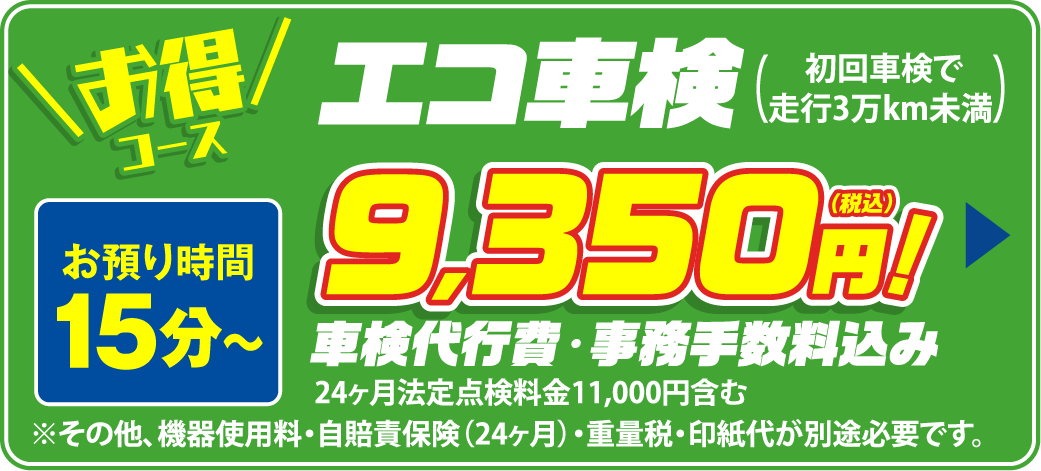 お得
コース
エコ車検
(初回車検で
走行3万km未満)
お預り時間
15分～
9,350円!
(税込)
車検代行費・事務手数料込み
24ヶ月法定点検料金11,000円含む
※その他、機器使用料・自賠責保険（24ヶ月）・重量税・印紙代が別途必要です。